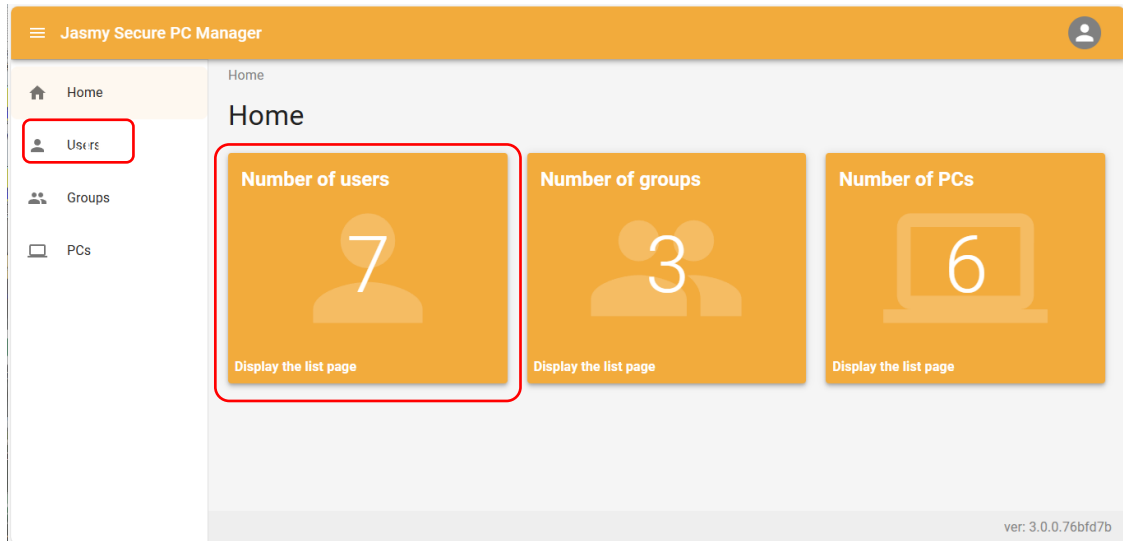 Jasmy Secure PC Manager
Home
Users
Groups
PCs
Home
Home
Number of users
7
Display the list page
Number of groups
3
Display the list page
Number of PCs
6
Display the list page
ver: 3.0.0.76bfd7b